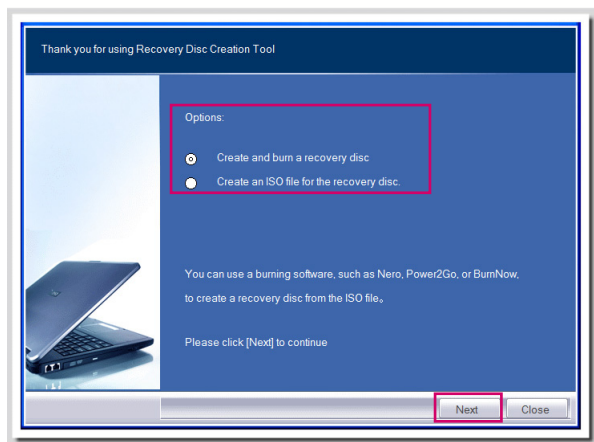 Thank you for using Recovery Disc Creation Tool
Options:
Create and burn a recovery disc
Create an ISO file for the recovery disc.
You can use a burning software, such as Nero, Power2Go, or BurnNow,
to create a recovery disc from the ISO file。
Please click [Next] to continue
Next Close